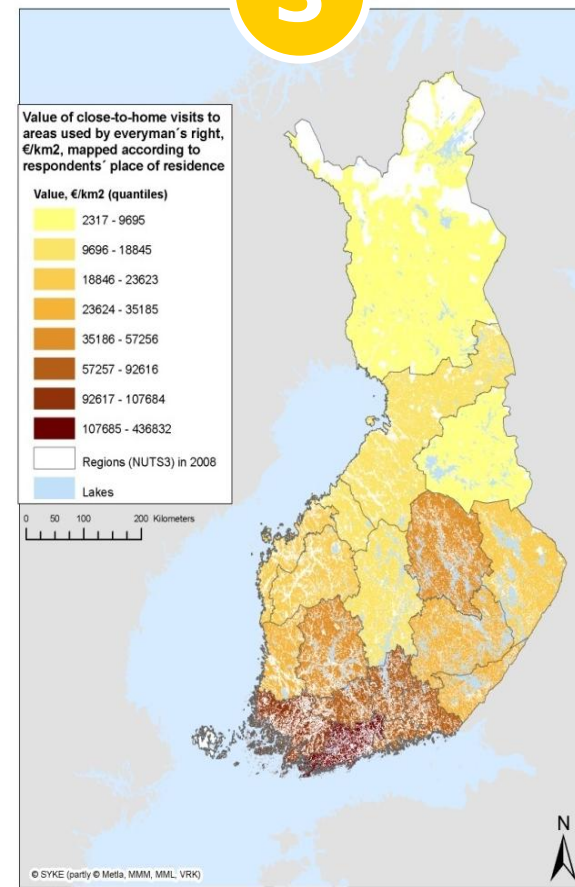 3
Value of close-to-home visits to
areas used by everyman´s right,
€/km2, mapped according to
respondents´ place of residence
Value, €/km2 (quantiles)
2317 - 9695
9696 - 18845
18846 - 23623
23624 - 35185
35186 - 57256
57257 - 92616
92617 - 107684
107685 - 436832
Regions (NUTS3) in 2008
Lakes
0 50 100 200 Kilometers
N
© SYKE (partly © Metla, MMM, MML, VRK)